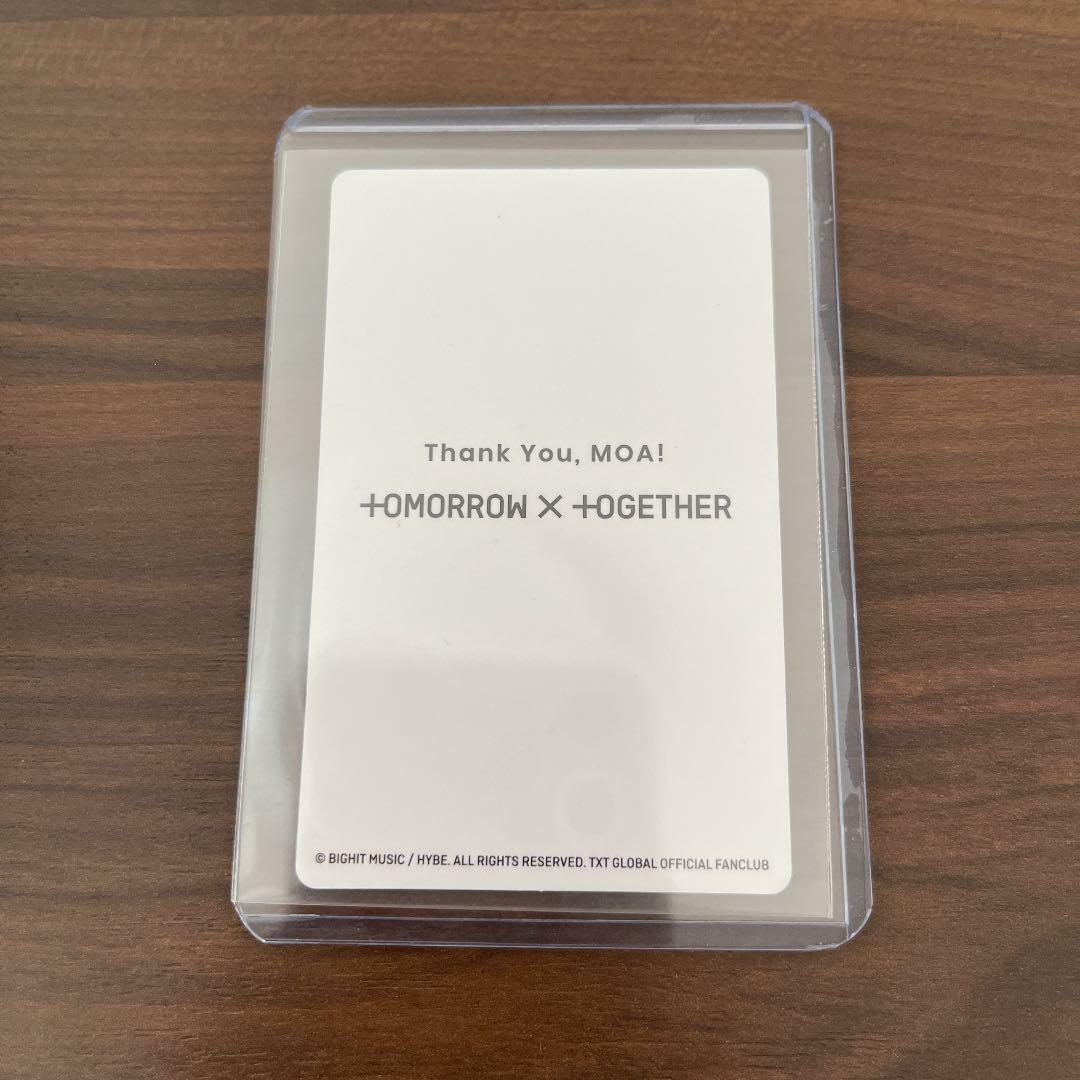 Thank You, MOA!
TOMORROW X TOGETHER
© BIGHIT MUSIC / HYBE. ALL RIGHTS RESERVED. TXT GLOBAL OFFICIAL FANCLUB